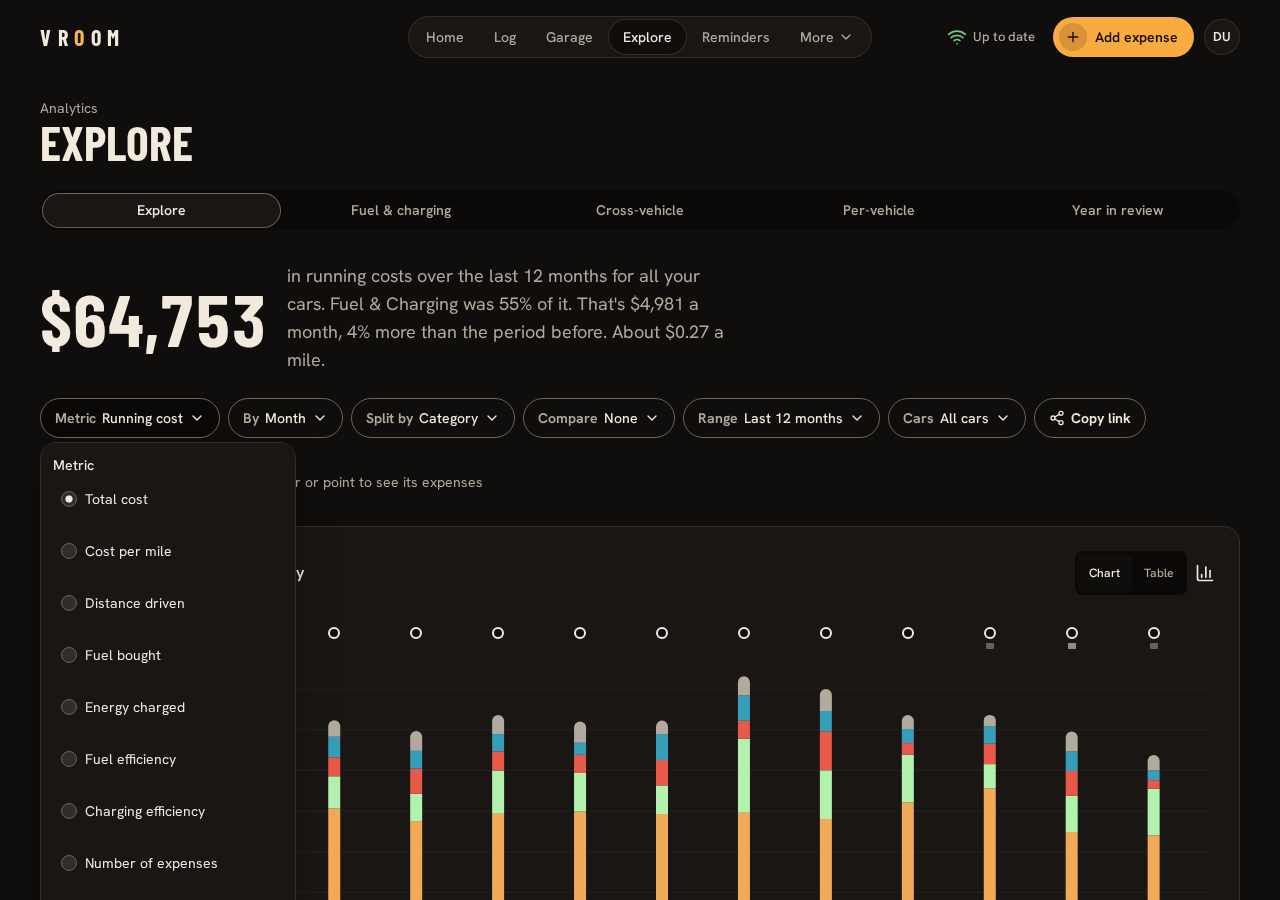 VROOM
Home
Log
Garage
Explore
Reminders
More
Up to date
Add expense
DU
Analytics
EXPLORE
Explore
Fuel & charging
Cross-vehicle
Per-vehicle
Year in review
$64,753
in running costs over the last 12 months for all your
cars. Fuel & Charging was 55% of it. That's $4,981 a
month, 4% more than the period before. About $0.27 a
mile.
Metric Running cost
By Month
Split by Category
Compare None
Range Last 12 months
Cars All cars
Copy link
Metric
r or point to see its expenses
Total cost
Cost per mile
y
Chart
Table
Distance driven
Fuel bought
Energy charged
Fuel efficiency
Charging efficiency
Number of expenses